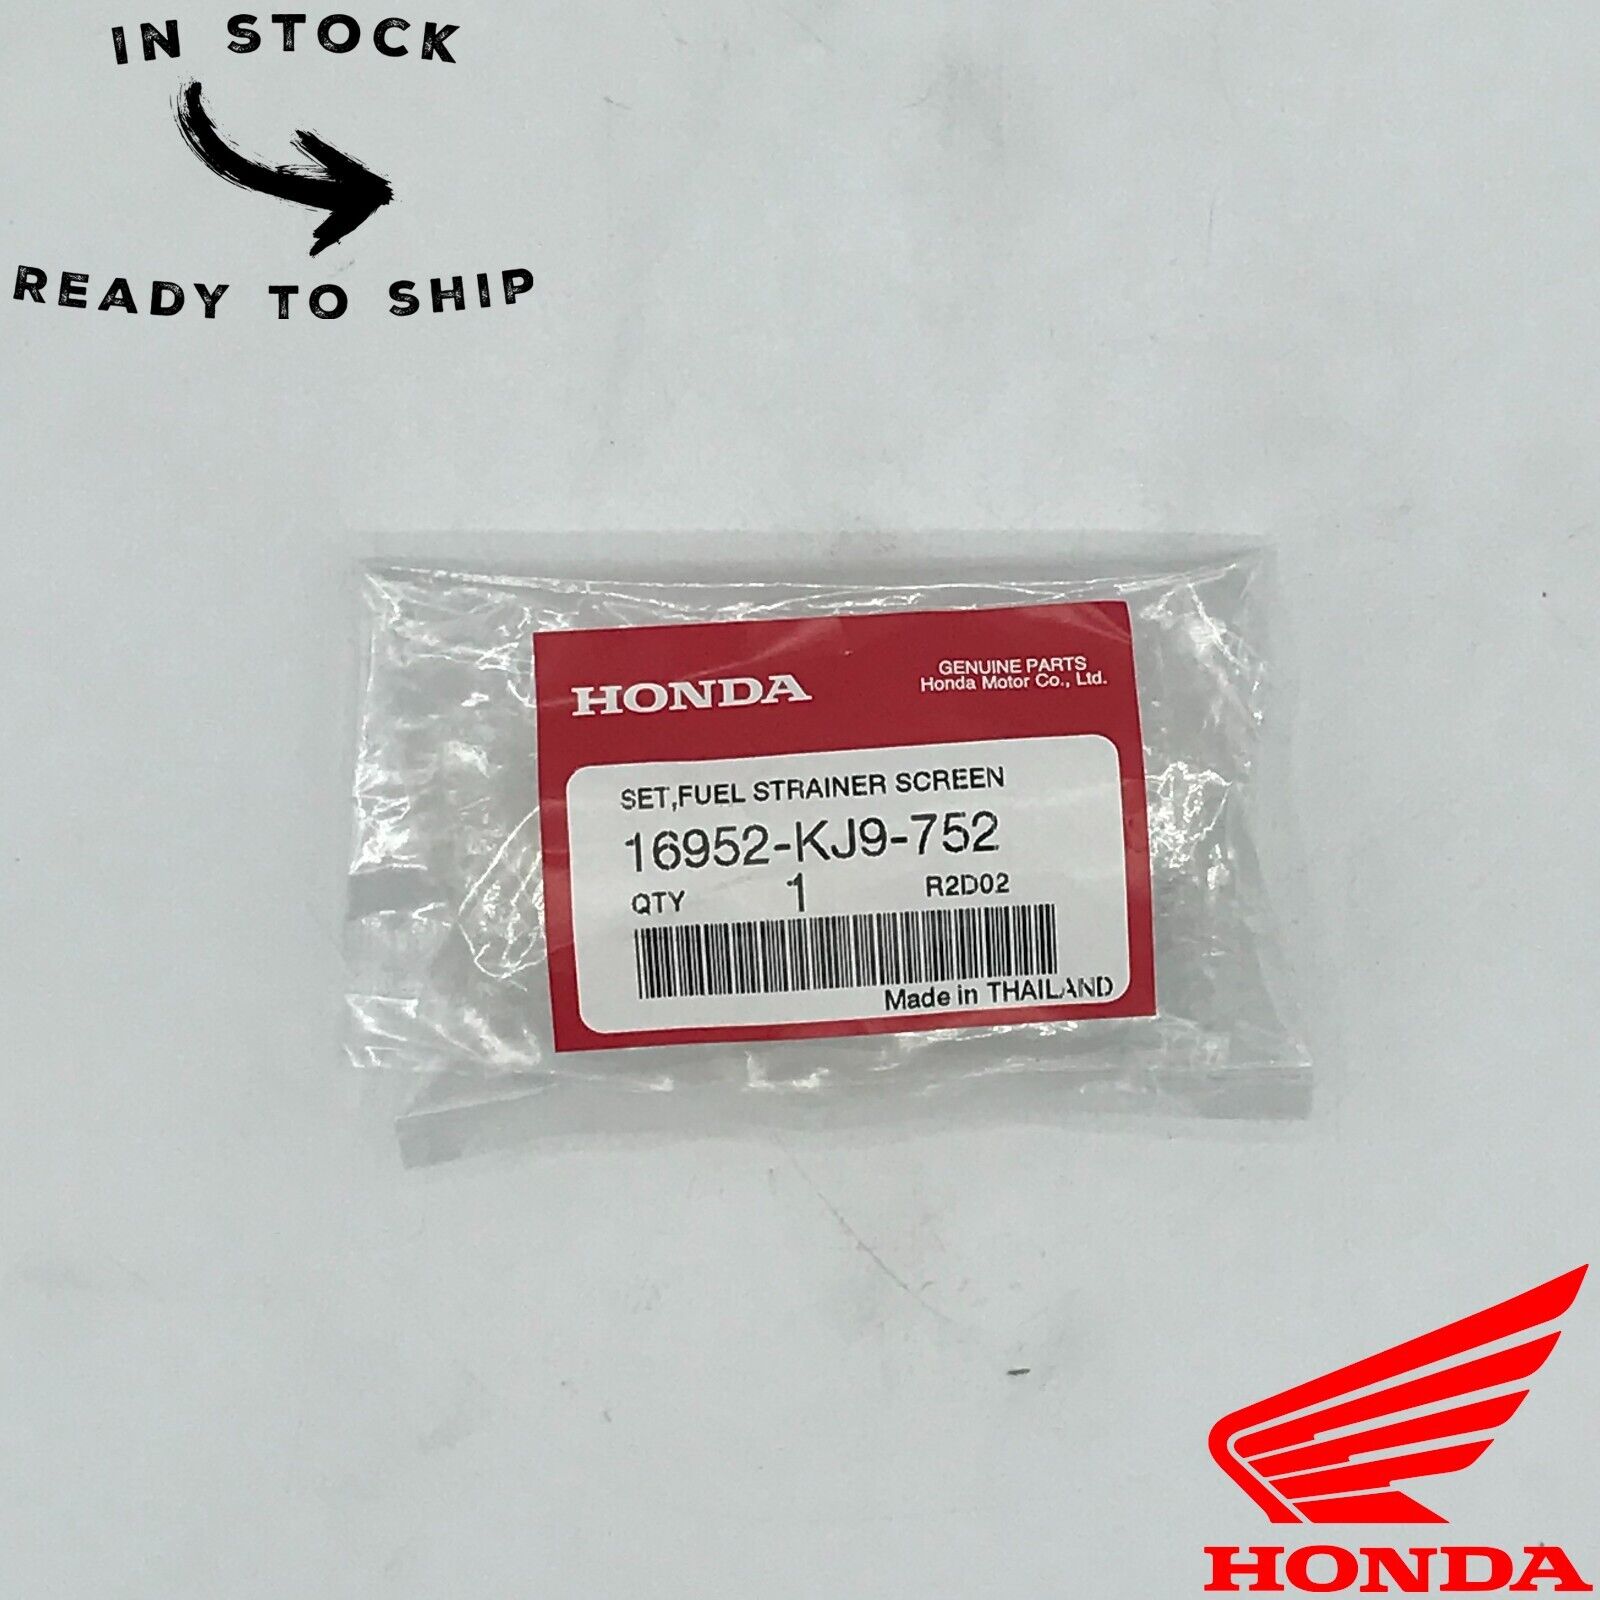 IN STOCK
READY TO SHIP
HONDA
GENUINE PARTS
Honda Motor Co., Ltd.
SET,FUEL STRAINER SCREEN
16952-KJ9-752
QTY 1 R2D02
Made in THAILAND
HONDA